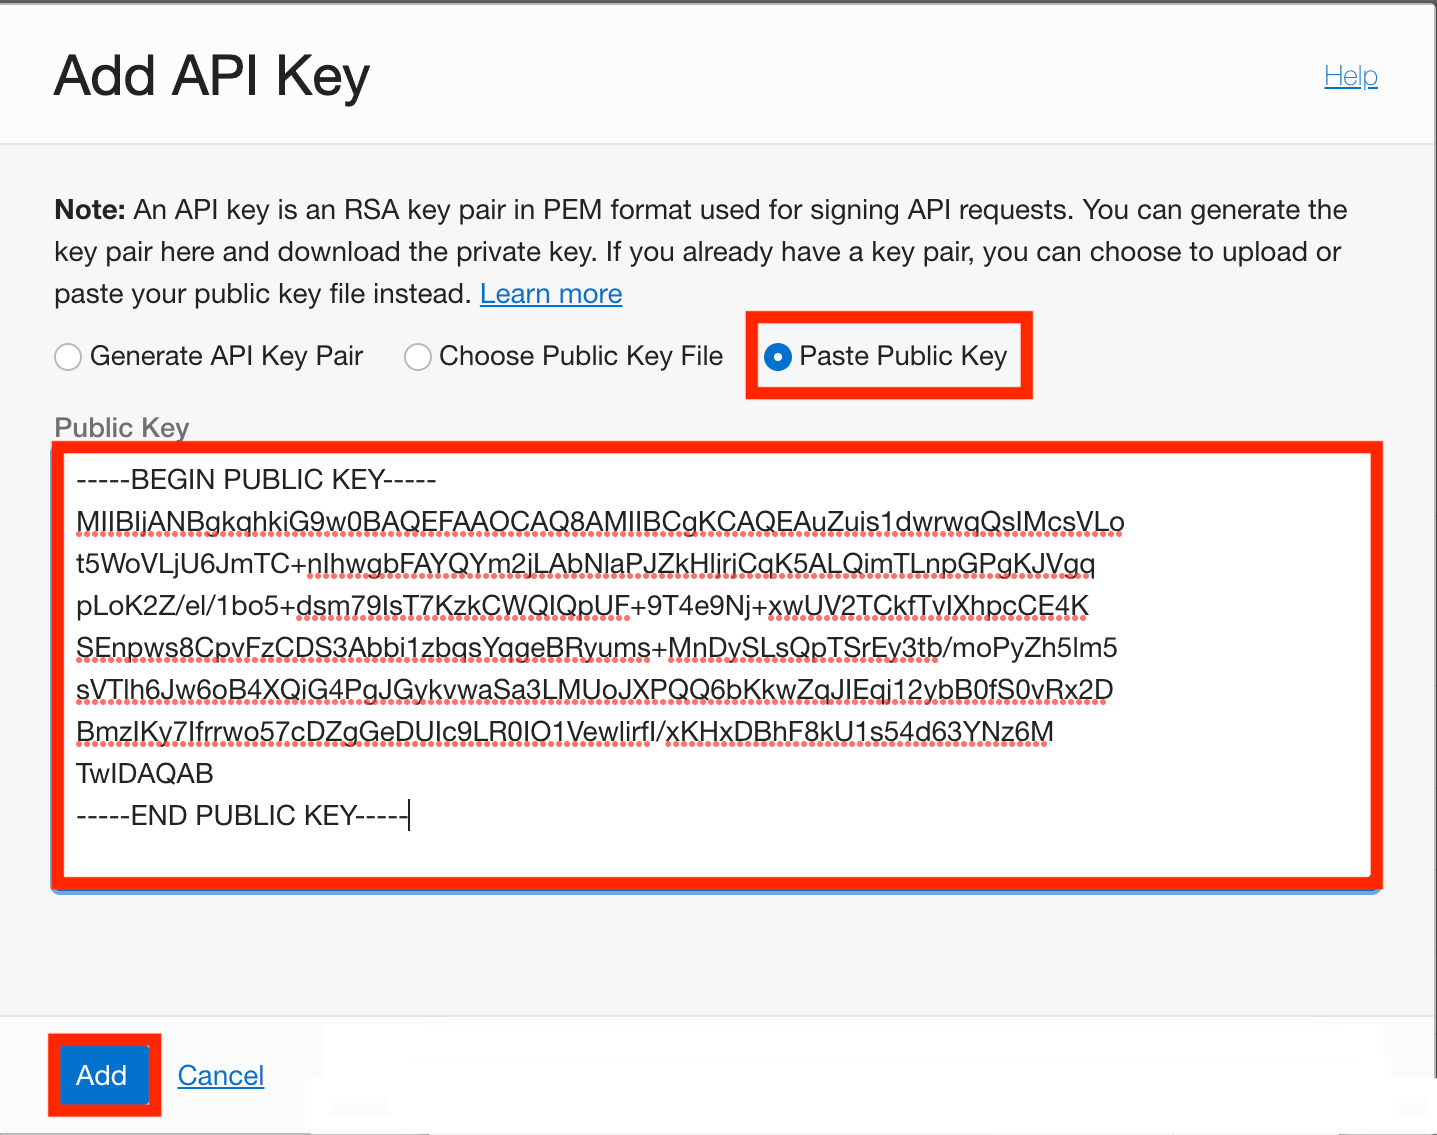 Add API Key
Help
Note: An API key is an RSA key pair in PEM format used for signing API requests. You can generate the
key pair here and download the private key. If you already have a key pair, you can choose to upload or
paste your public key file instead. Learn more
Generate API Key Pair Choose Public Key File Paste Public Key
Public Key
-----BEGIN PUBLIC KEY-----
MIIBIjANBgkqhkiG9w0BAQEFAAOCAQ8AMIIBCgKCAQEAuZuis1dwrwqQsIMcsVLo
t5WoVLjU6JmTC+nIhwgbFAYQYm2jLAbNlaPJZkHljrjCqK5ALQimTLnpGPgKJVgq
pLoK2Z/el/1bo5+dsm79IsT7KzkCWQIQpUF+9T4e9Nj+xwUV2TCkfTvIXhpcCE4K
SEnpws8CpvFzCDS3Abbi1zbqsYqgeBRyums+MnDySLsQpTSrEy3tb/moPyZh5lm5
sVTlh6Jw6oB4XQiG4PgJGykvwaSa3LMUoJXPQQ6bKkwZqJIEqj12ybB0fS0vRx2D
BmzIKy7Ifrrwo57cDZgGeDUIc9LR0IO1VewlirfI/xKHxDBhF8kU1s54d63YNz6M
TwIDAQAB
-----END PUBLIC KEY-----
Add Cancel